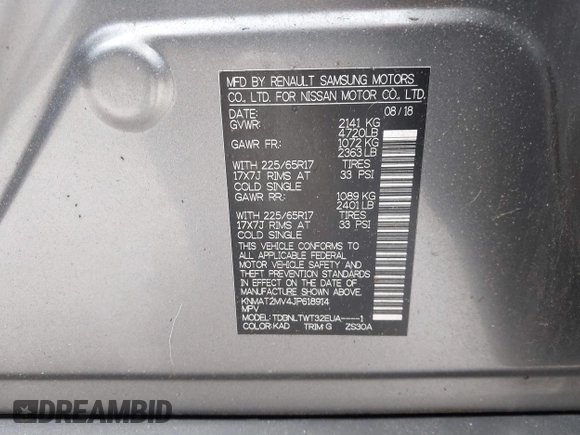 MFD BY RENAULT SAMSUNG MOTORS
CO., LTD. FOR NISSAN MOTOR CO., LTD.
DATE: 08/18
GVWR: 2141 KG
4720LB
GAWR FR: 1072 KG
2363LB
WITH 225/65R17 TIRES
17X7J RIMS AT 33 PSI
COLD SINGLE
GAWR RR: 1089 KG
2401LB
WITH 225/65R17 TIRES
17X7J RIMS AT 33 PSI
COLD SINGLE
THIS VEHICLE CONFORMS TO
ALL APPLICABLE FEDERAL
MOTOR VEHICLE SAFETY AND
THEFT PREVENTION STANDARDS
IN EFFECT ON THE DATE OF
MANUFACTURE SHOWN ABOVE.
KNMAT2MV4JP618914
MPV
MODEL: TDBNLTWT32EUA-----1
COLOR: KAD TRIM G ZS30A
DREAMBID